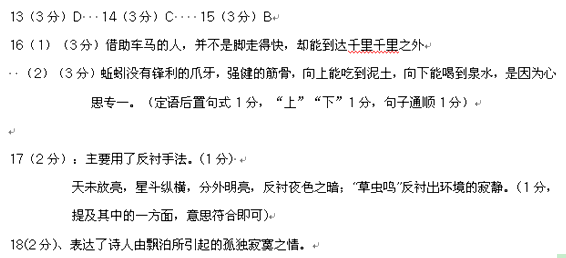 13（3分）D···14（3分）C····15（3分）B
16（1）（3分）借助车马的人，并不是脚走得快，却能到达千里千里之外
··（2）（3分）蚯蚓没有锋利的爪牙，强健的筋骨，向上能吃到泥土，向下能喝到泉水，是因为心
思专一。（定语后置句式1分，“上”“下”1分，句子通顺1分）
17（2分）：主要用了反衬手法。（1分）·
天未放亮，星斗纵横，分外明亮，反衬夜色之暗；“草虫鸣”反衬出环境的寂静。（1分，
提及其中的一方面，意思符合即可）
18(2分)、表达了诗人由飘泊所引起的孤独寂寞之情。